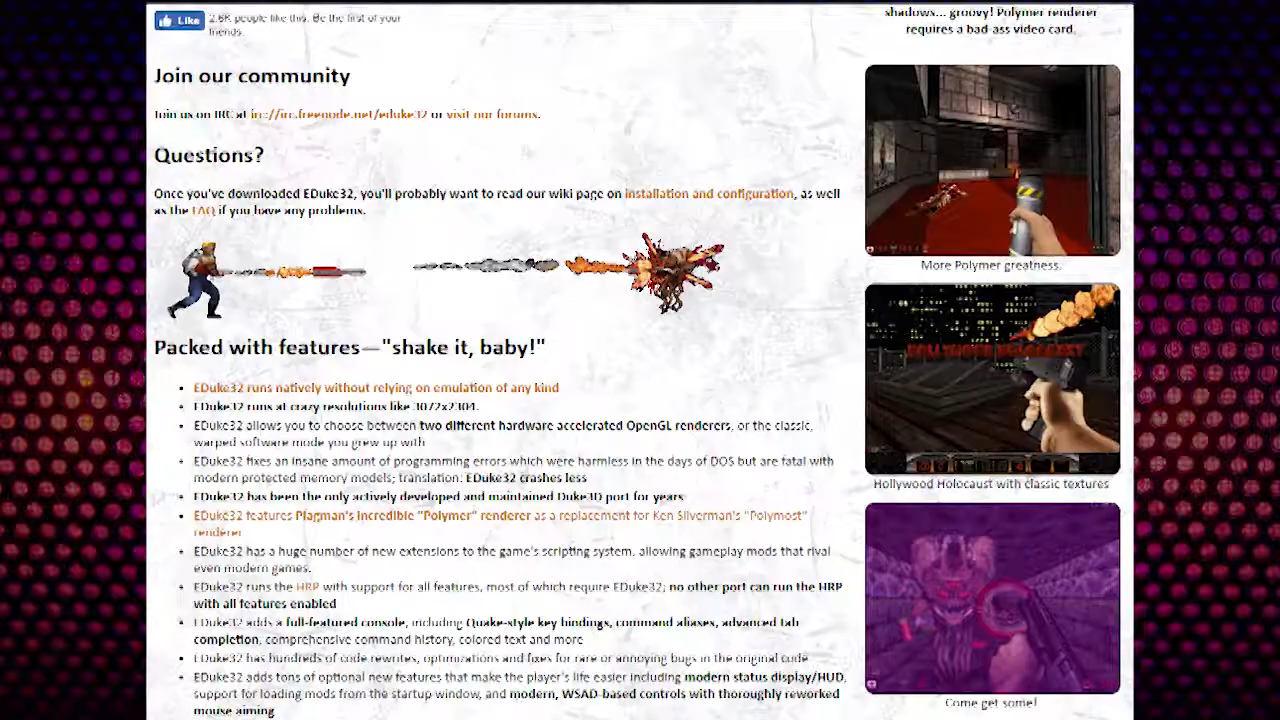 Like
2.6K people like this. Be the first of your
friends.
Join our community
Join us on IRC at irc://irc.freenode.net/eduke32 or visit our forums.
Questions?
Once you've downloaded EDuke32, you'll probably want to read our wiki page on installation and configuration, as well
as the FAQ if you have any problems.
Packed with features—"shake it, baby!"
• EDuke32 runs natively without relying on emulation of any kind
• EDuke32 runs at crazy resolutions like 3072x2304.
• EDuke32 allows you to choose between two different hardware accelerated OpenGL renderers, or the classic,
warped software mode you grew up with
• EDuke32 fixes an insane amount of programming errors which were harmless in the days of DOS but are fatal with
modern protected memory models; translation: EDuke32 crashes less
• EDuke32 has been the only actively developed and maintained Duke3D port for years
• EDuke32 features Plagman's incredible "Polymer" renderer as a replacement for Ken Silverman's "Polymost"
renderer
• EDuke32 has a huge number of new extensions to the game's scripting system, allowing gameplay mods that rival
even modern games.
• EDuke32 runs the HRP with support for all features, most of which require EDuke32; no other port can run the HRP
with all features enabled
• EDuke32 adds a full-featured console, including Quake-style key bindings, command aliases, advanced tab
completion, comprehensive command history, colored text and more
• EDuke32 has hundreds of code rewrites, optimizations and fixes for rare or annoying bugs in the original code
• EDuke32 adds tons of optional new features that make the player's life easier including modern status display/HUD,
support for loading mods from the startup window, and modern, WSAD-based controls with thoroughly reworked
mouse aiming
shadows... groovy! Polymer renderer
requires a bad-ass video card.
More Polymer greatness.
HOLLYWOOD HOLOCAUST
Hollywood Holocaust with classic textures
Come get some!